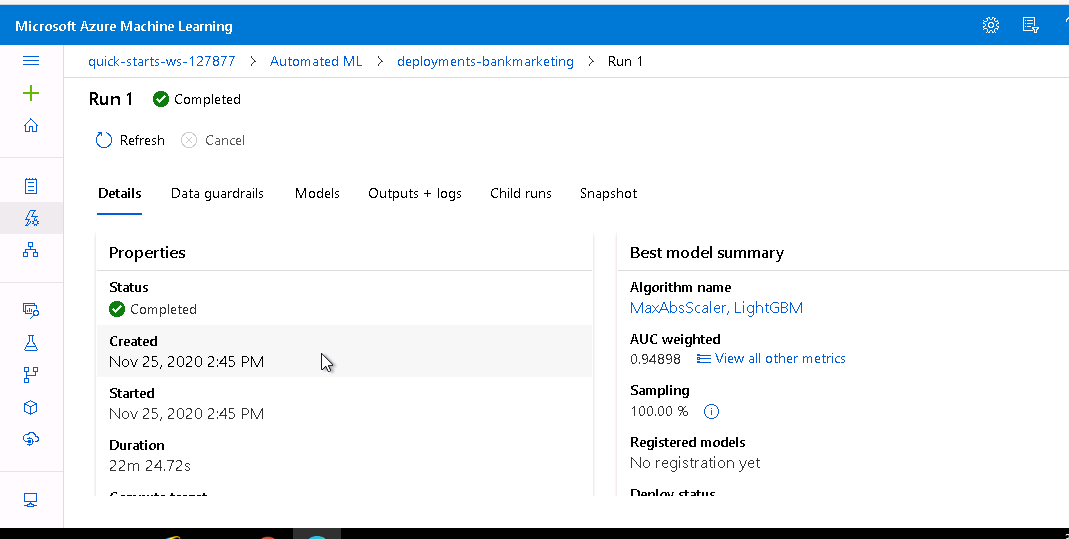 Microsoft Azure Machine Learning
quick-starts-ws-127877 > Automated ML > deployments-bankmarketing > Run 1
Run 1 Completed
Refresh Cancel
Details Data guardrails Models Outputs + logs Child runs Snapshot
Properties
Status
Completed
Created
Nov 25, 2020 2:45 PM
Started
Nov 25, 2020 2:45 PM
Duration
22m 24.72s
Compute target
Best model summary
Algorithm name
MaxAbsScaler, LightGBM
AUC weighted
0.94898 View all other metrics
Sampling
100.00 %
Registered models
No registration yet
Deploy status